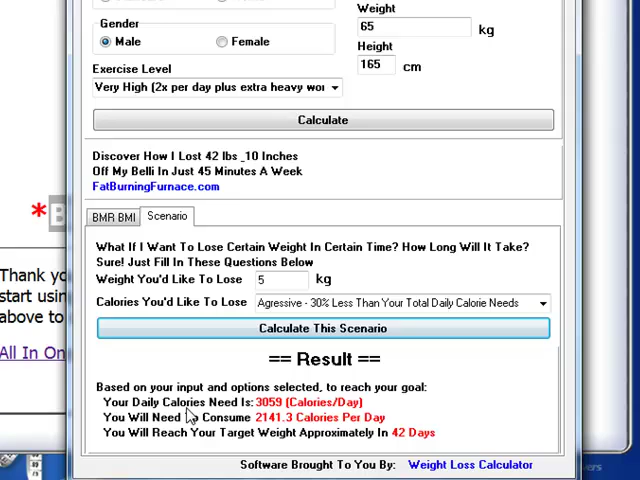 Weight
Gender
65 kg
Male Female
Height
Exercise Level
165 cm
Very High (2x per day plus extra heavy wor
Calculate
Discover How I Lost 42 lbs _10 Inches
Off My Belli In Just 45 Minutes A Week
FatBurningFurnace.com
*B
BMR BMI Scenario
What If I Want To Lose Certain Weight In Certain Time? How Long Will It Take?
Sure! Just Fill In These Questions Below
Thank yo
Weight You'd Like To Lose 5 kg
start usin
Calories You'd Like To Lose Agressive - 30% Less Than Your Total Daily Calorie Needs
above to
Calculate This Scenario
All In On
== Result ==
Based on your input and options selected, to reach your goal:
Your Daily Calories Need Is: 3059 (Calories/Day)
You Will Need To Consume 2141.3 Calories Per Day
You Will Reach Your Target Weight Approximately In 42 Days
Software Brought To You By: Weight Loss Calculator